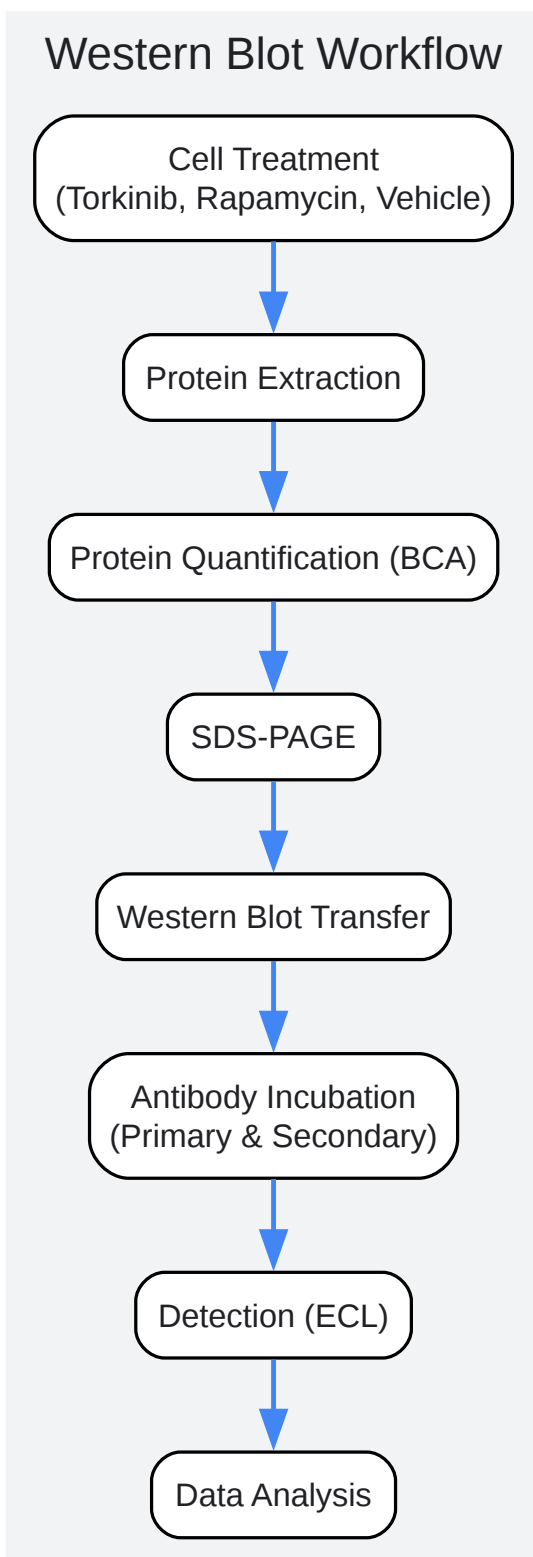 Western Blot Workflow
Cell Treatment
(Torkinib, Rapamycin, Vehicle)
Protein Extraction
Protein Quantification (BCA)
SDS-PAGE
Western Blot Transfer
Antibody Incubation
(Primary & Secondary)
Detection (ECL)
Data Analysis